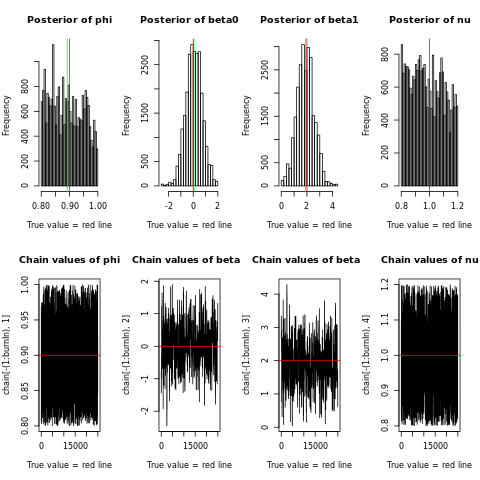 Posterior of phi
Posterior of beta0
Posterior of beta1
Posterior of nu
Frequency
0 200 400 600 800
0.80 0.90 1.00
True value = red line
Frequency
0 500 1500 2500
-2 0 2
True value = red line
Frequency
0 500 1500 2500
0 2 4
True value = red line
Frequency
0 200 400 600 800
0.8 1.0 1.2
True value = red line
Chain values of phi
Chain values of beta
Chain values of beta
Chain values of nu
chain[-(1:burnIn), 1]
0.80 0.85 0.90 0.95 1.00
0 15000
True value = red line
chain[-(1:burnIn), 2]
-2 -1 0 1 2
0 15000
True value = red line
chain[-(1:burnIn), 3]
0 1 2 3 4
0 15000
True value = red line
chain[-(1:burnIn), 4]
0.8 0.9 1.0 1.1 1.2
0 15000
True value = red line